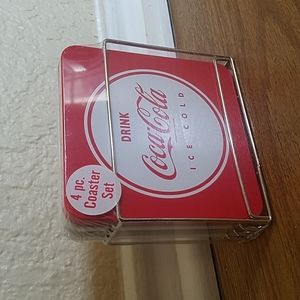 DRINK
Coca-Cola
ICE COLD
4 pc.
Coaster
Set